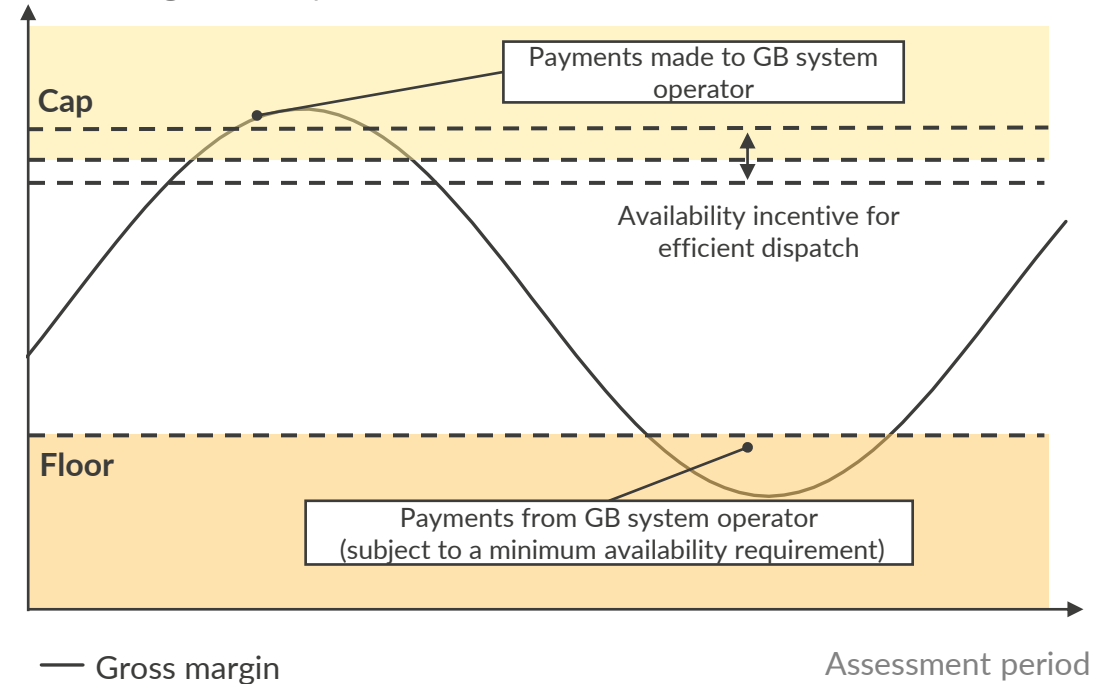 Payments made to GB system
operator
Cap
Availability incentive for
efficient dispatch
Floor
Payments from GB system operator
(subject to a minimum availability requirement)
Gross margin
Assessment period